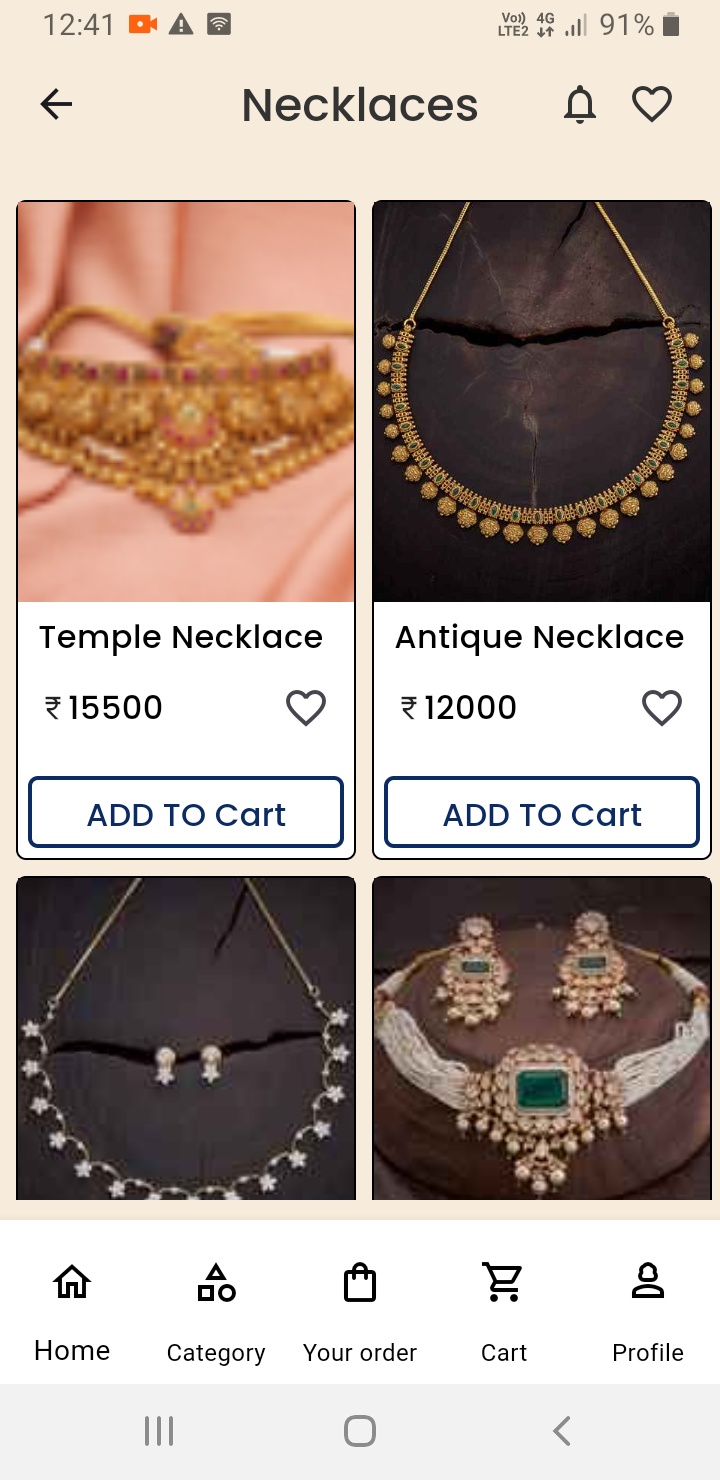 12:41 Vo)) LTE2 4G 91%
Necklaces
Temple Necklace
₹ 15500
ADD TO Cart
Antique Necklace
₹ 12000
ADD TO Cart
Home
Category
Your order
Cart
Profile